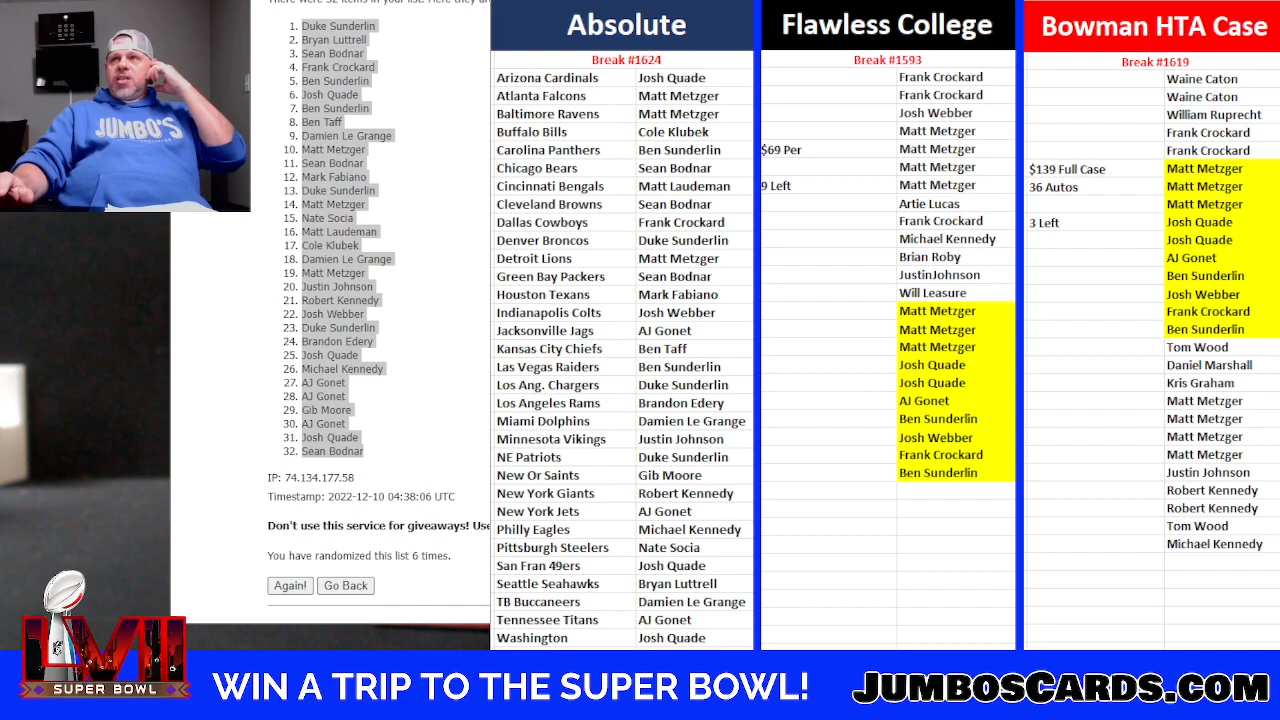 There were 32 items in your list. Here they are
1. Duke Sunderlin
2. Bryan Luttrell
3. Sean Bodnar
4. Frank Crockard
5. Ben Sunderlin
6. Josh Quade
7. Ben Sunderlin
8. Ben Taff
9. Damien Le Grange
10. Matt Metzger
11. Sean Bodnar
12. Mark Fabiano
13. Duke Sunderlin
14. Matt Metzger
15. Nate Socia
16. Matt Laudeman
17. Cole Klubek
18. Damien Le Grange
19. Matt Metzger
20. Justin Johnson
21. Robert Kennedy
22. Josh Webber
23. Duke Sunderlin
24. Brandon Edery
25. Josh Quade
26. Michael Kennedy
27. AJ Gonet
28. AJ Gonet
29. Gib Moore
30. AJ Gonet
31. Josh Quade
32. Sean Bodnar
IP: 74.134.177.58
Timestamp: 2022-12-10 04:38:06 UTC
Don't use this service for giveaways! Use
You have randomized this list 6 times.
Again! Go Back
JUMBO'S
Absolute
Break #1624
Arizona Cardinals Josh Quade
Atlanta Falcons Matt Metzger
Baltimore Ravens Matt Metzger
Buffalo Bills Cole Klubek
Carolina Panthers Ben Sunderlin
Chicago Bears Sean Bodnar
Cincinnati Bengals Matt Laudeman
Cleveland Browns Sean Bodnar
Dallas Cowboys Frank Crockard
Denver Broncos Duke Sunderlin
Detroit Lions Matt Metzger
Green Bay Packers Sean Bodnar
Houston Texans Mark Fabiano
Indianapolis Colts Josh Webber
Jacksonville Jags AJ Gonet
Kansas City Chiefs Ben Taff
Las Vegas Raiders Ben Sunderlin
Los Ang. Chargers Duke Sunderlin
Los Angeles Rams Brandon Edery
Miami Dolphins Damien Le Grange
Minnesota Vikings Justin Johnson
NE Patriots Duke Sunderlin
New Or Saints Gib Moore
New York Giants Robert Kennedy
New York Jets AJ Gonet
Philly Eagles Michael Kennedy
Pittsburgh Steelers Nate Socia
San Fran 49ers Josh Quade
Seattle Seahawks Bryan Luttrell
TB Buccaneers Damien Le Grange
Tennessee Titans AJ Gonet
Washington Josh Quade
Flawless College
Break #1593
Frank Crockard
Frank Crockard
Josh Webber
Matt Metzger
$69 Per Matt Metzger
Matt Metzger
9 Left Matt Metzger
Artie Lucas
Frank Crockard
Michael Kennedy
Brian Roby
JustinJohnson
Will Leasure
Matt Metzger
Matt Metzger
Matt Metzger
Josh Quade
Josh Quade
AJ Gonet
Ben Sunderlin
Josh Webber
Frank Crockard
Ben Sunderlin
Bowman HTA Case
Break #1619
Waine Caton
Waine Caton
William Ruprecht
Frank Crockard
Frank Crockard
$139 Full Case Matt Metzger
36 Autos Matt Metzger
Matt Metzger
3 Left Josh Quade
Josh Quade
AJ Gonet
Ben Sunderlin
Josh Webber
Frank Crockard
Ben Sunderlin
Tom Wood
Daniel Marshall
Kris Graham
Matt Metzger
Matt Metzger
Matt Metzger
Matt Metzger
Justin Johnson
Robert Kennedy
Robert Kennedy
Tom Wood
Michael Kennedy
LVII
SUPER BOWL
WIN A TRIP TO THE SUPER BOWL!
JUMBOSCARDS.COM